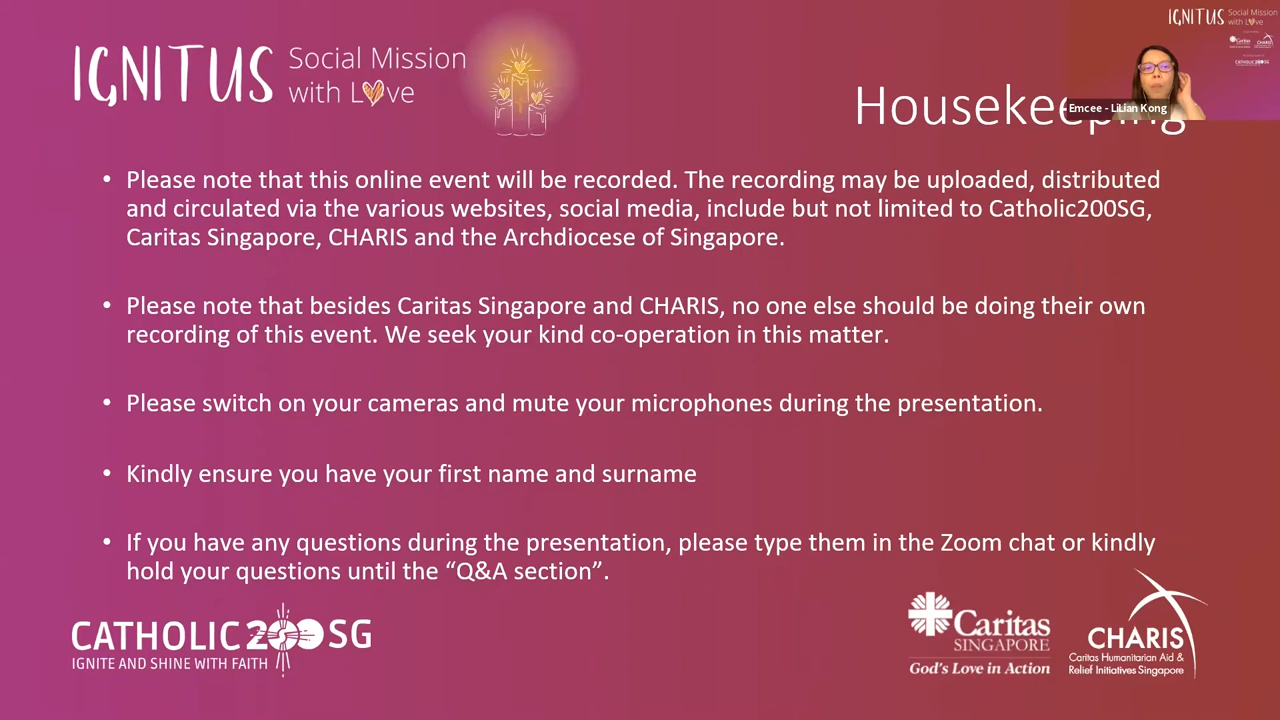 IGNITUS
Social Mission
with Love
IGNITUS
Social Mission
with Love
Emcee - LiLian Kong
Housekeeping
• Please note that this online event will be recorded. The recording may be uploaded, distributed
and circulated via the various websites, social media, include but not limited to Catholic200SG,
Caritas Singapore, CHARIS and the Archdiocese of Singapore.
• Please note that besides Caritas Singapore and CHARIS, no one else should be doing their own
recording of this event. We seek your kind co-operation in this matter.
• Please switch on your cameras and mute your microphones during the presentation.
• Kindly ensure you have your first name and surname
• If you have any questions during the presentation, please type them in the Zoom chat or kindly
hold your questions until the “Q&A section”.
CATHOLIC 200 SG
IGNITE AND SHINE WITH FAITH
Caritas
SINGAPORE
God's Love in Action
CHARIS
Caritas Humanitarian Aid &
Relief Initiatives Singapore